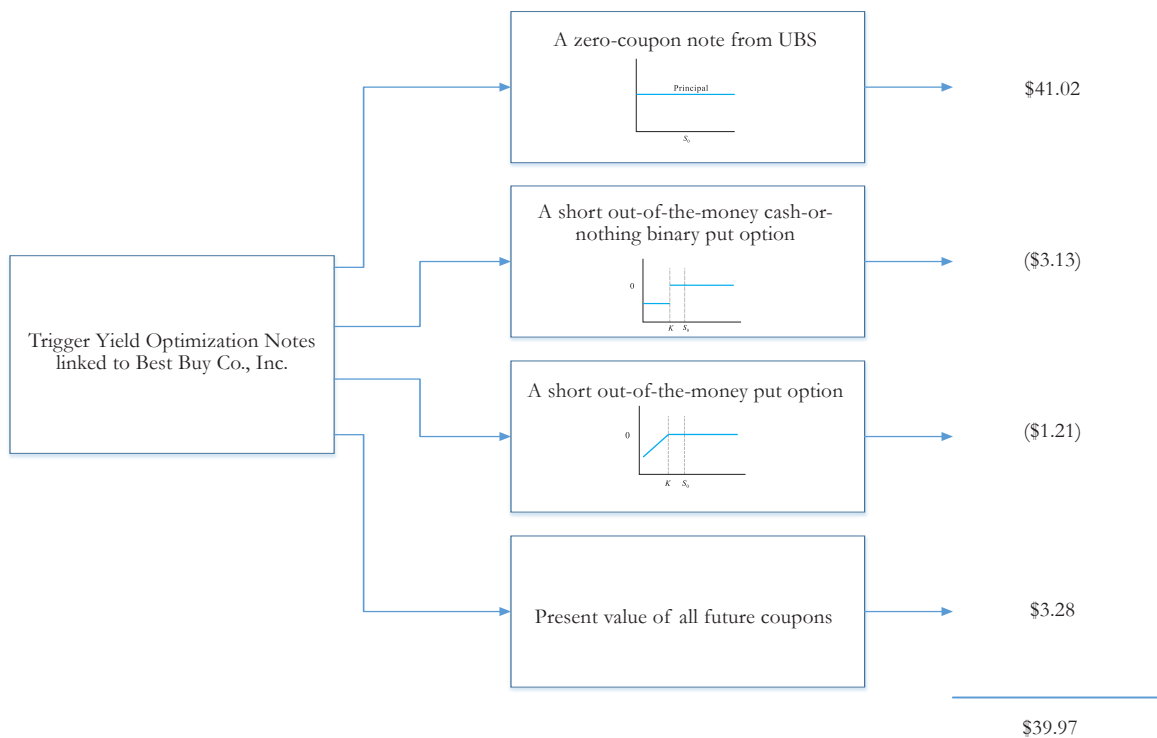 A zero-coupon note from UBS
Principal
S₀
$41.02
A short out-of-the-money cash-or-
nothing binary put option
0
K S₀
($3.13)
Trigger Yield Optimization Notes
linked to Best Buy Co., Inc.
A short out-of-the-money put option
0
K S₀
($1.21)
Present value of all future coupons
$3.28
$39.97